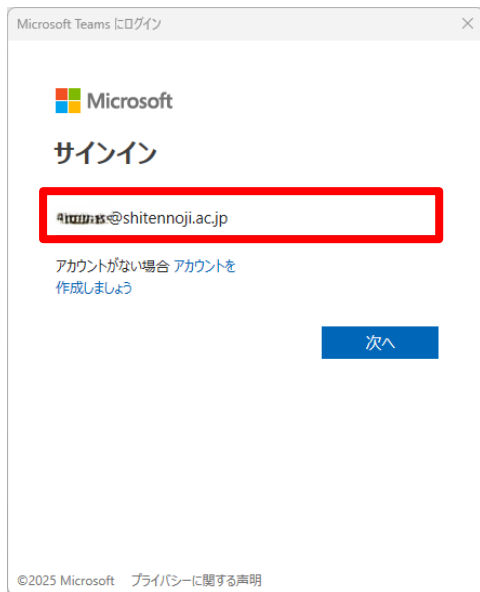 Microsoft Teams にログイン
Microsoft
サインイン
@shitennoji.ac.jp
アカウントがない場合 アカウントを
作成しましょう
次へ
©2025 Microsoft プライバシーに関する声明